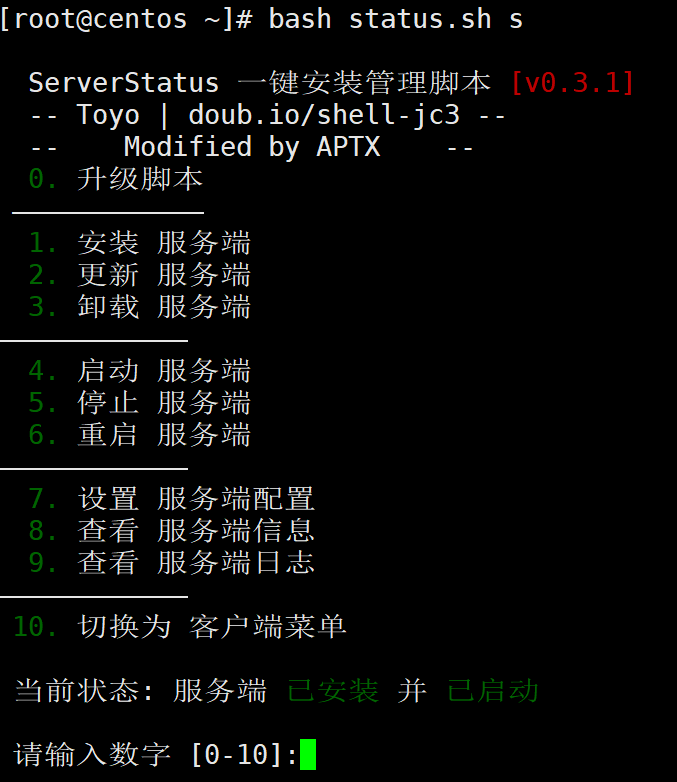 [root@centos ~]# bash status.sh s
ServerStatus 一键安装管理脚本 [v0.3.1]
-- Toyo | doub.io/shell-jc3 --
--    Modified by APTX    --
0. 升级脚本
————————————
1. 安装 服务端
2. 更新 服务端
3. 卸载 服务端
————————————
4. 启动 服务端
5. 停止 服务端
6. 重启 服务端
————————————
7. 设置 服务端配置
8. 查看 服务端信息
9. 查看 服务端日志
————————————
10. 切换为 客户端菜单
当前状态: 服务端 已安装 并 已启动
请输入数字 [0-10]: